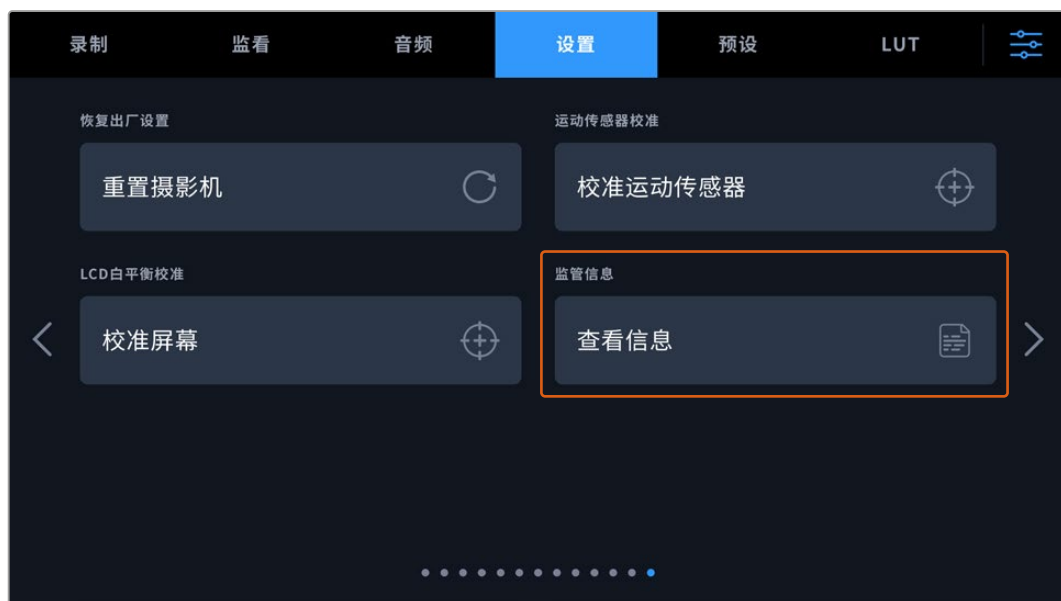 录制 监看 音频 设置 预设 LUT
恢复出厂设置 运动传感器校准
重置摄影机 校准运动传感器
LCD白平衡校准 监管信息
校准屏幕 查看信息